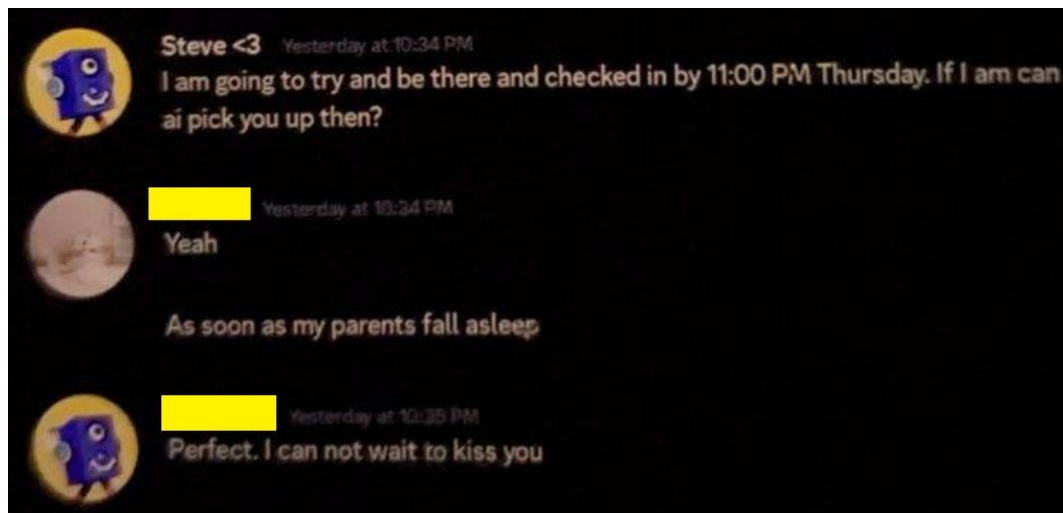 Steve <3 Yesterday at 10:34 PM
I am going to try and be there and checked in by 11:00 PM Thursday. If I am can
ai pick you up then?
Yesterday at 10:34 PM
Yeah
As soon as my parents fall asleep
Yesterday at 10:35 PM
Perfect. I can not wait to kiss you